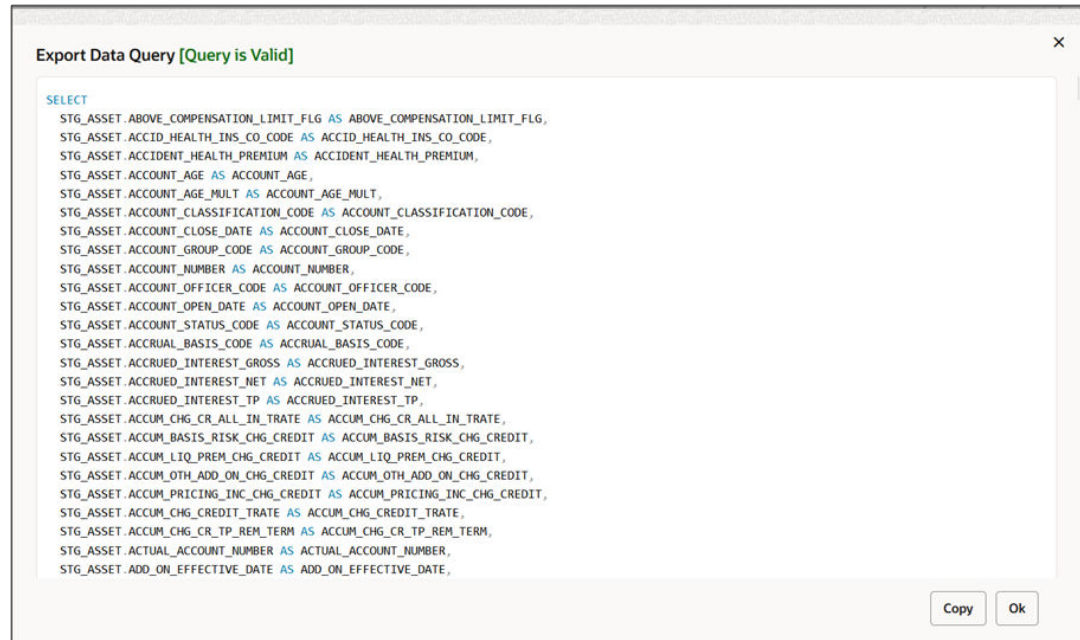 Export Data Query [Query is Valid]
×
SELECT
STG_ASSET.ABOVE_COMPENSATION_LIMIT_FLG AS ABOVE_COMPENSATION_LIMIT_FLG,
STG_ASSET.ACCID_HEALTH_INS_CO_CODE AS ACCID_HEALTH_INS_CO_CODE,
STG_ASSET.ACCIDENT_HEALTH_PREMIUM AS ACCIDENT_HEALTH_PREMIUM,
STG_ASSET.ACCOUNT_AGE AS ACCOUNT_AGE,
STG_ASSET.ACCOUNT_AGE_MULT AS ACCOUNT_AGE_MULT,
STG_ASSET.ACCOUNT_CLASSIFICATION_CODE AS ACCOUNT_CLASSIFICATION_CODE,
STG_ASSET.ACCOUNT_CLOSE_DATE AS ACCOUNT_CLOSE_DATE,
STG_ASSET.ACCOUNT_GROUP_CODE AS ACCOUNT_GROUP_CODE,
STG_ASSET.ACCOUNT_NUMBER AS ACCOUNT_NUMBER,
STG_ASSET.ACCOUNT_OFFICER_CODE AS ACCOUNT_OFFICER_CODE,
STG_ASSET.ACCOUNT_OPEN_DATE AS ACCOUNT_OPEN_DATE,
STG_ASSET.ACCOUNT_STATUS_CODE AS ACCOUNT_STATUS_CODE,
STG_ASSET.ACCRUAL_BASIS_CODE AS ACCRUAL_BASIS_CODE,
STG_ASSET.ACCRUED_INTEREST_GROSS AS ACCRUED_INTEREST_GROSS,
STG_ASSET.ACCRUED_INTEREST_NET AS ACCRUED_INTEREST_NET,
STG_ASSET.ACCRUED_INTEREST_TP AS ACCRUED_INTEREST_TP,
STG_ASSET.ACCUM_CHG_CR_ALL_IN_TRATE AS ACCUM_CHG_CR_ALL_IN_TRATE,
STG_ASSET.ACCUM_BASIS_RISK_CHG_CREDIT AS ACCUM_BASIS_RISK_CHG_CREDIT,
STG_ASSET.ACCUM_LIQ_PREM_CHG_CREDIT AS ACCUM_LIQ_PREM_CHG_CREDIT,
STG_ASSET.ACCUM_OTH_ADD_ON_CHG_CREDIT AS ACCUM_OTH_ADD_ON_CHG_CREDIT,
STG_ASSET.ACCUM_PRICING_INC_CHG_CREDIT AS ACCUM_PRICING_INC_CHG_CREDIT,
STG_ASSET.ACCUM_CHG_CREDIT_TRATE AS ACCUM_CHG_CREDIT_TRATE,
STG_ASSET.ACCUM_CHG_CR_TP_REM_TERM AS ACCUM_CHG_CR_TP_REM_TERM,
STG_ASSET.ACTUAL_ACCOUNT_NUMBER AS ACTUAL_ACCOUNT_NUMBER,
STG_ASSET.ADD_ON_EFFECTIVE_DATE AS ADD_ON_EFFECTIVE_DATE,
Copy Ok